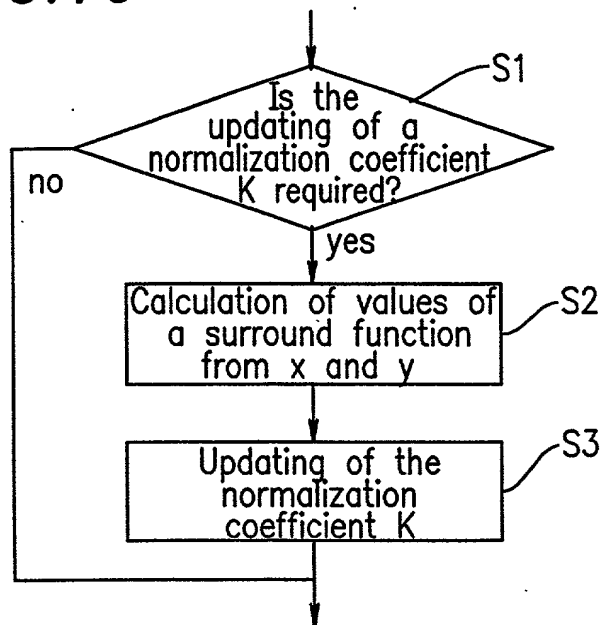 S1
Is the
updating of a
normalization coefficient
K required?
no
yes
Calculation of values of
a surround function
from x and y
S2
Updating of the
normalization
coefficient K
S3